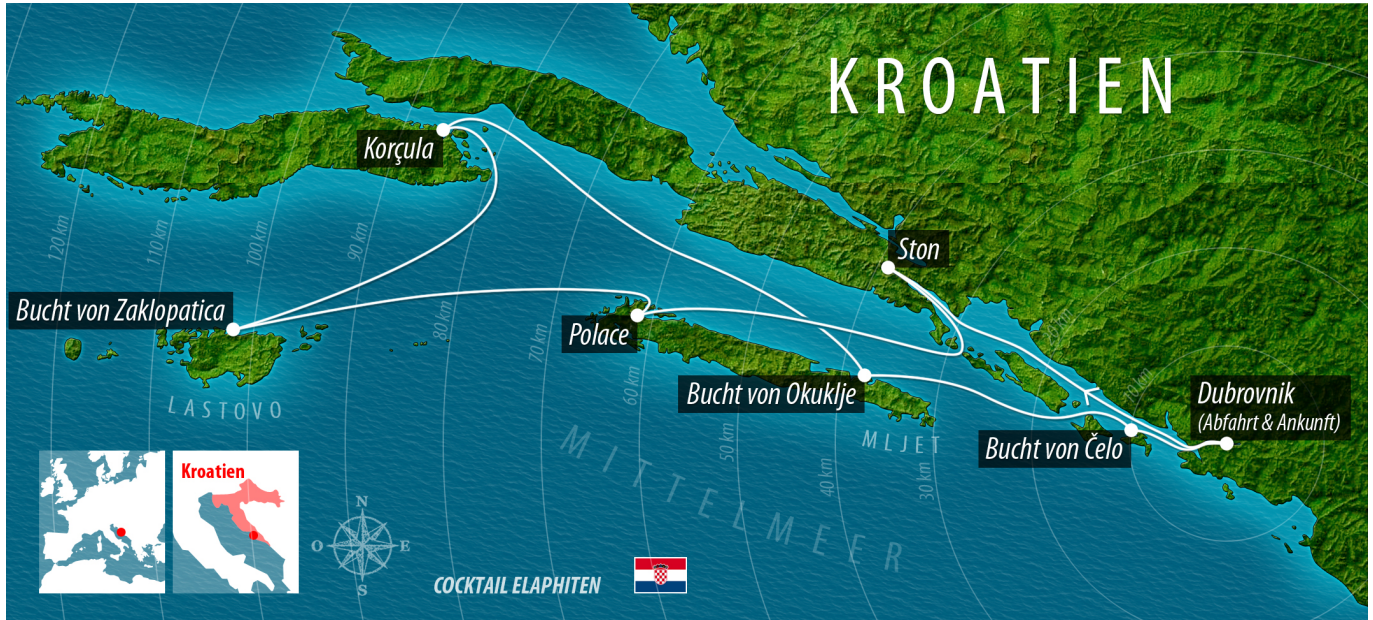 KROATIEN
Korçula
Ston
120 km
110 km
100 km
90 km
80 km
70 km
60 km
50 km
40 km
30 km
10 km
Bucht von Zaklopatica
Polace
Bucht von Okuklje
Dubrovnik
(Abfahrt & Ankunft)
Bucht von Čelo
LASTOVO
MLJET
MITTELMEER
Kroatien
N
O
E
S
COCKTAIL ELAPHITEN